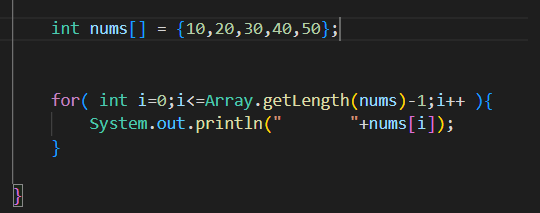 int nums[] = {10,20,30,40,50};
for( int i=0;i<=Array.getLength(nums)-1;i++ ){
System.out.println("       "+nums[i]);
}
}